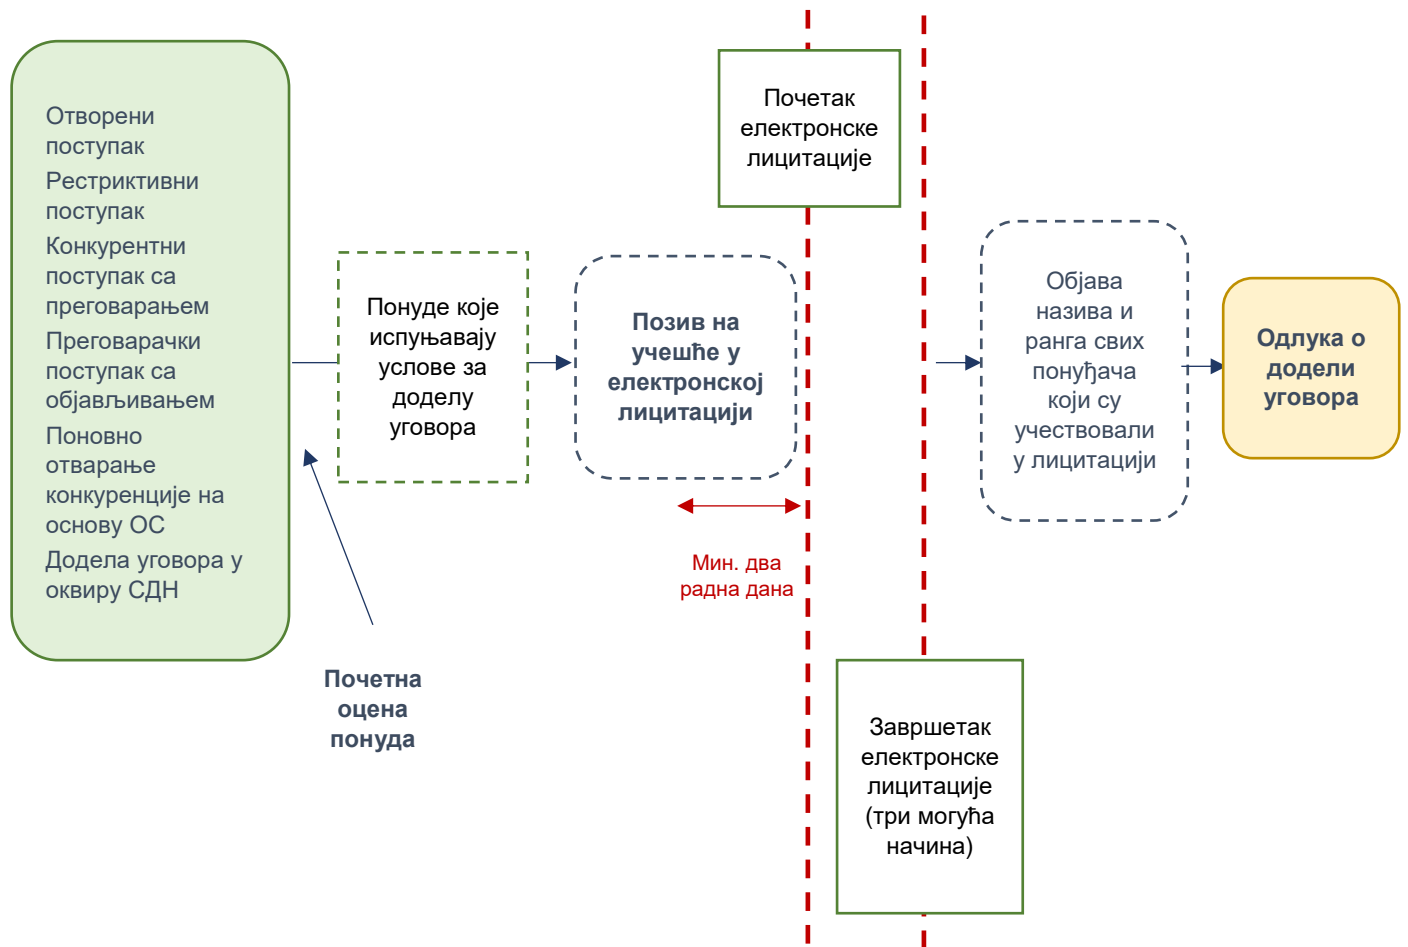 Отворени
поступак
Рестриктивни
поступак
Конкурентни
поступак са
преговарањем
Преговарачки
поступак са
објављивањем
Поновно
отварање
конкуренције на
основу ОС
Додела уговора у
оквиру СДН
Почетна
оцена
понуда
Понуде које
испуњавају
услове за
доделу
уговора
Позив на
учешће у
електронској
лицитацији
Мин. два
радна дана
Почетак
електронске
лицитације
Завршетак
електронске
лицитације
(три могућа
начина)
Објава
назива и
ранга свих
понуђача
који су
учествовали
у лицитацији
Одлука о
додели
уговора